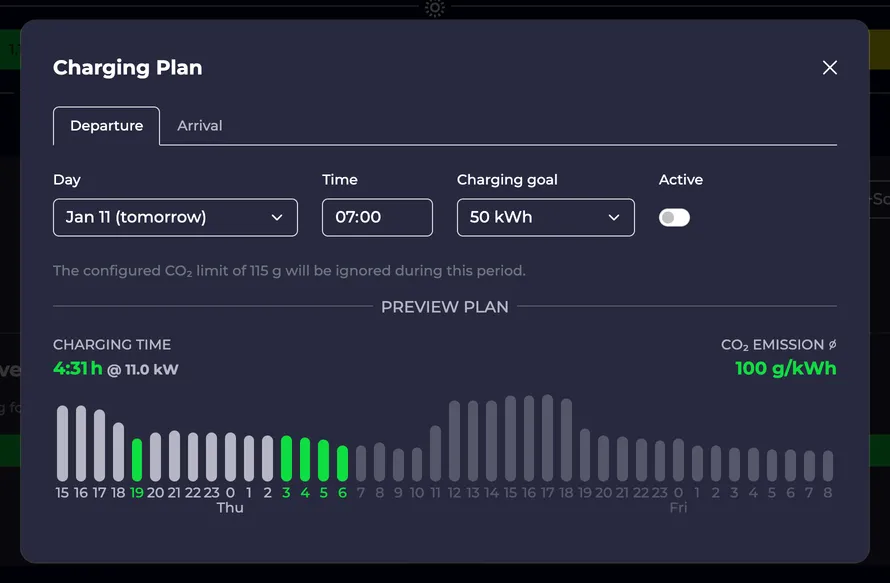 Charging Plan
Departure Arrival
Day Time Charging goal Active
Jan 11 (tomorrow) 07:00 50 kWh
The configured CO₂ limit of 115 g will be ignored during this period.
PREVIEW PLAN
CHARGING TIME CO₂ EMISSION ⌀
4:31 h @ 11.0 kW 100 g/kWh
15 16 17 18 19 20 21 22 23 0 1 2 3 4 5 6 7 8 9 10 11 12 13 14 15 16 17 18 19 20 21 22 23 0 1 2 3 4 5 6 7 8
Thu Fri